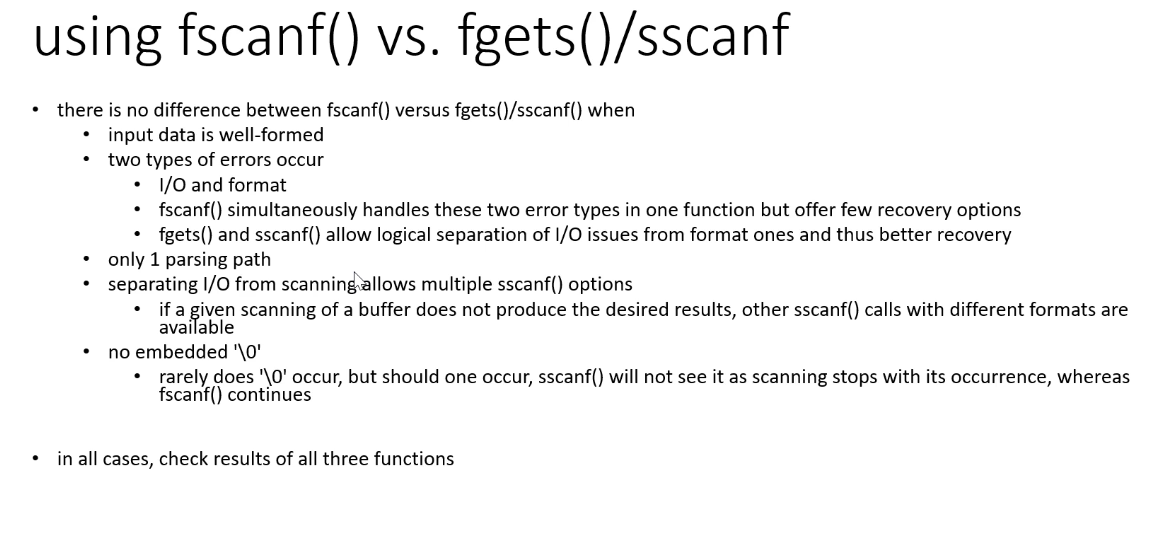 using fscanf() vs. fgets()/sscanf
• there is no difference between fscanf() versus fgets()/sscanf() when
• input data is well-formed
• two types of errors occur
• I/O and format
• fscanf() simultaneously handles these two error types in one function but offer few recovery options
• fgets() and sscanf() allow logical separation of I/O issues from format ones and thus better recovery
• only 1 parsing path
• separating I/O from scanning allows multiple sscanf() options
• if a given scanning of a buffer does not produce the desired results, other sscanf() calls with different formats are
available
• no embedded '\0'
• rarely does '\0' occur, but should one occur, sscanf() will not see it as scanning stops with its occurrence, whereas
fscanf() continues
• in all cases, check results of all three functions